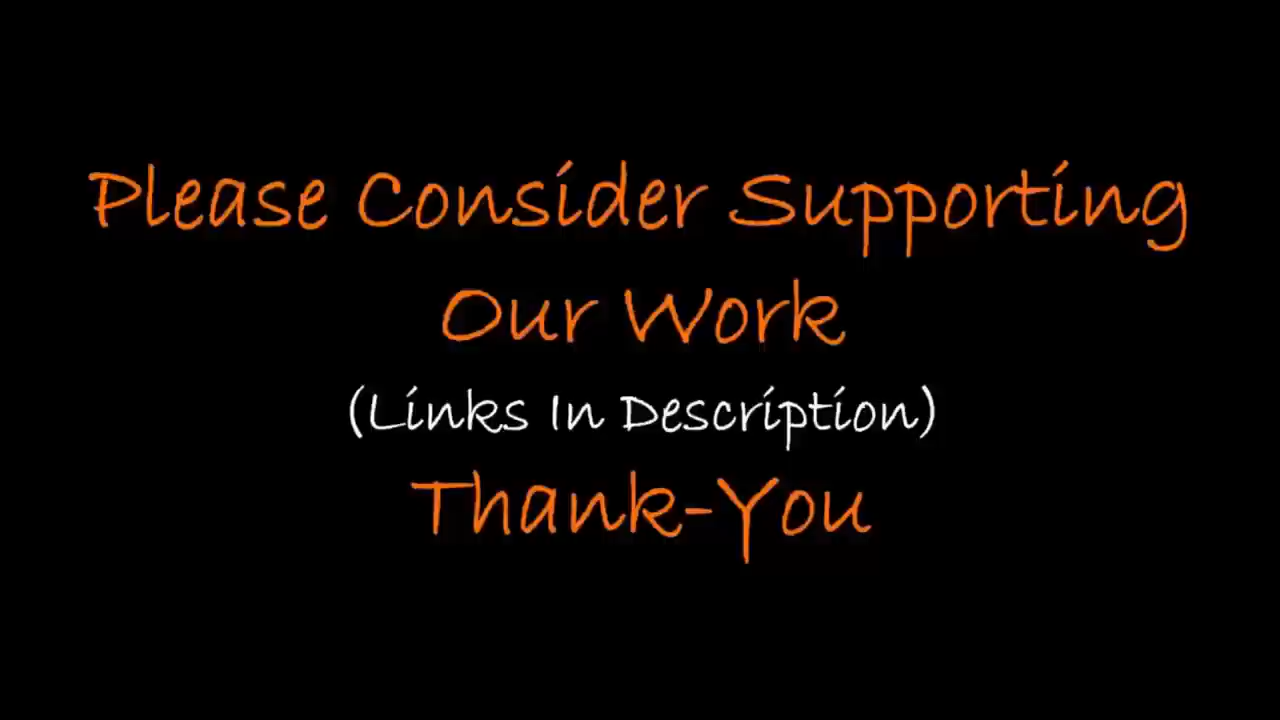 Please Consider Supporting
Our Work
(Links In Description)
Thank-You